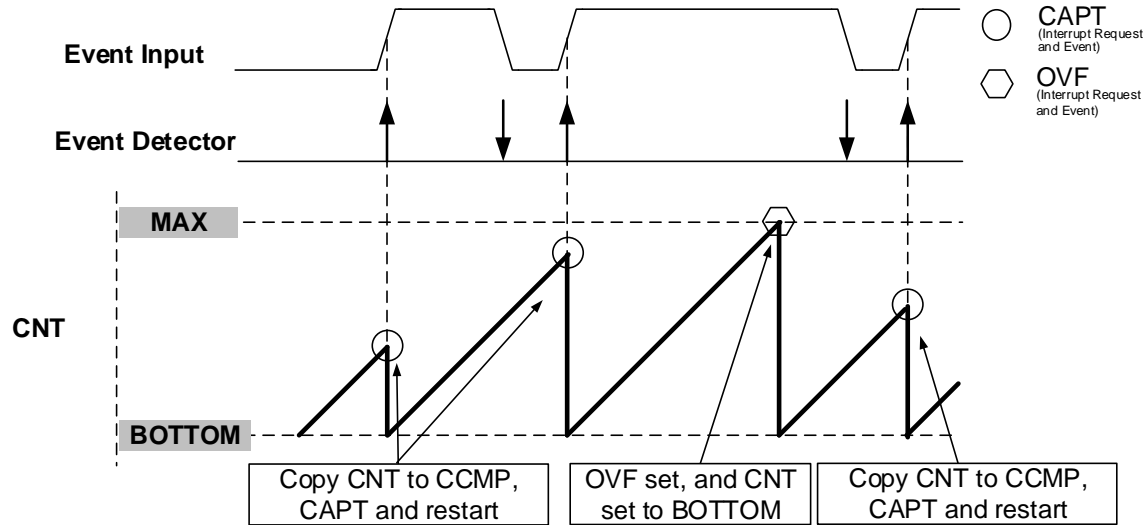 CAPT
(Interrupt Request
and Event)
Event Input
OVF
(Interrupt Request
and Event)
Event Detector
MAX
CNT
BOTTOM
Copy CNT to CCMP,
CAPT and restart
OVF set, and CNT
set to BOTTOM
Copy CNT to CCMP,
CAPT and restart